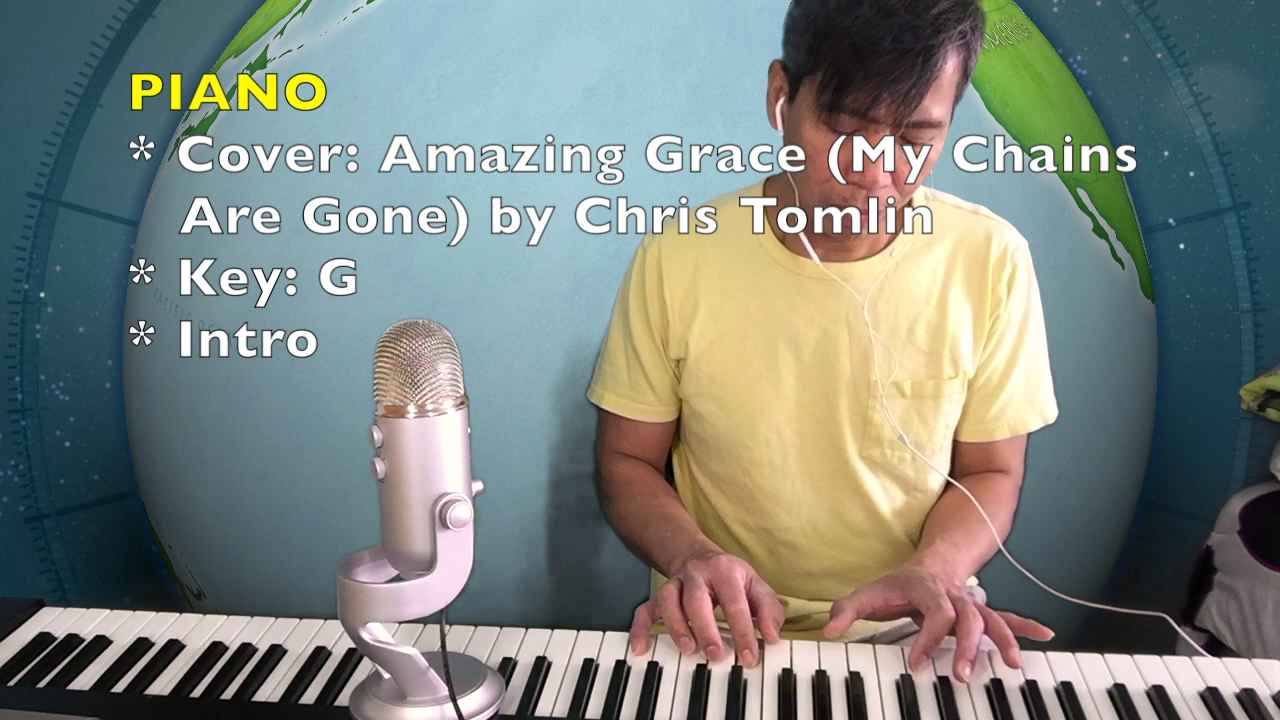 PIANO
* Cover: Amazing Grace (My Chains
Are Gone) by Chris Tomlin
* Key: G
* Intro